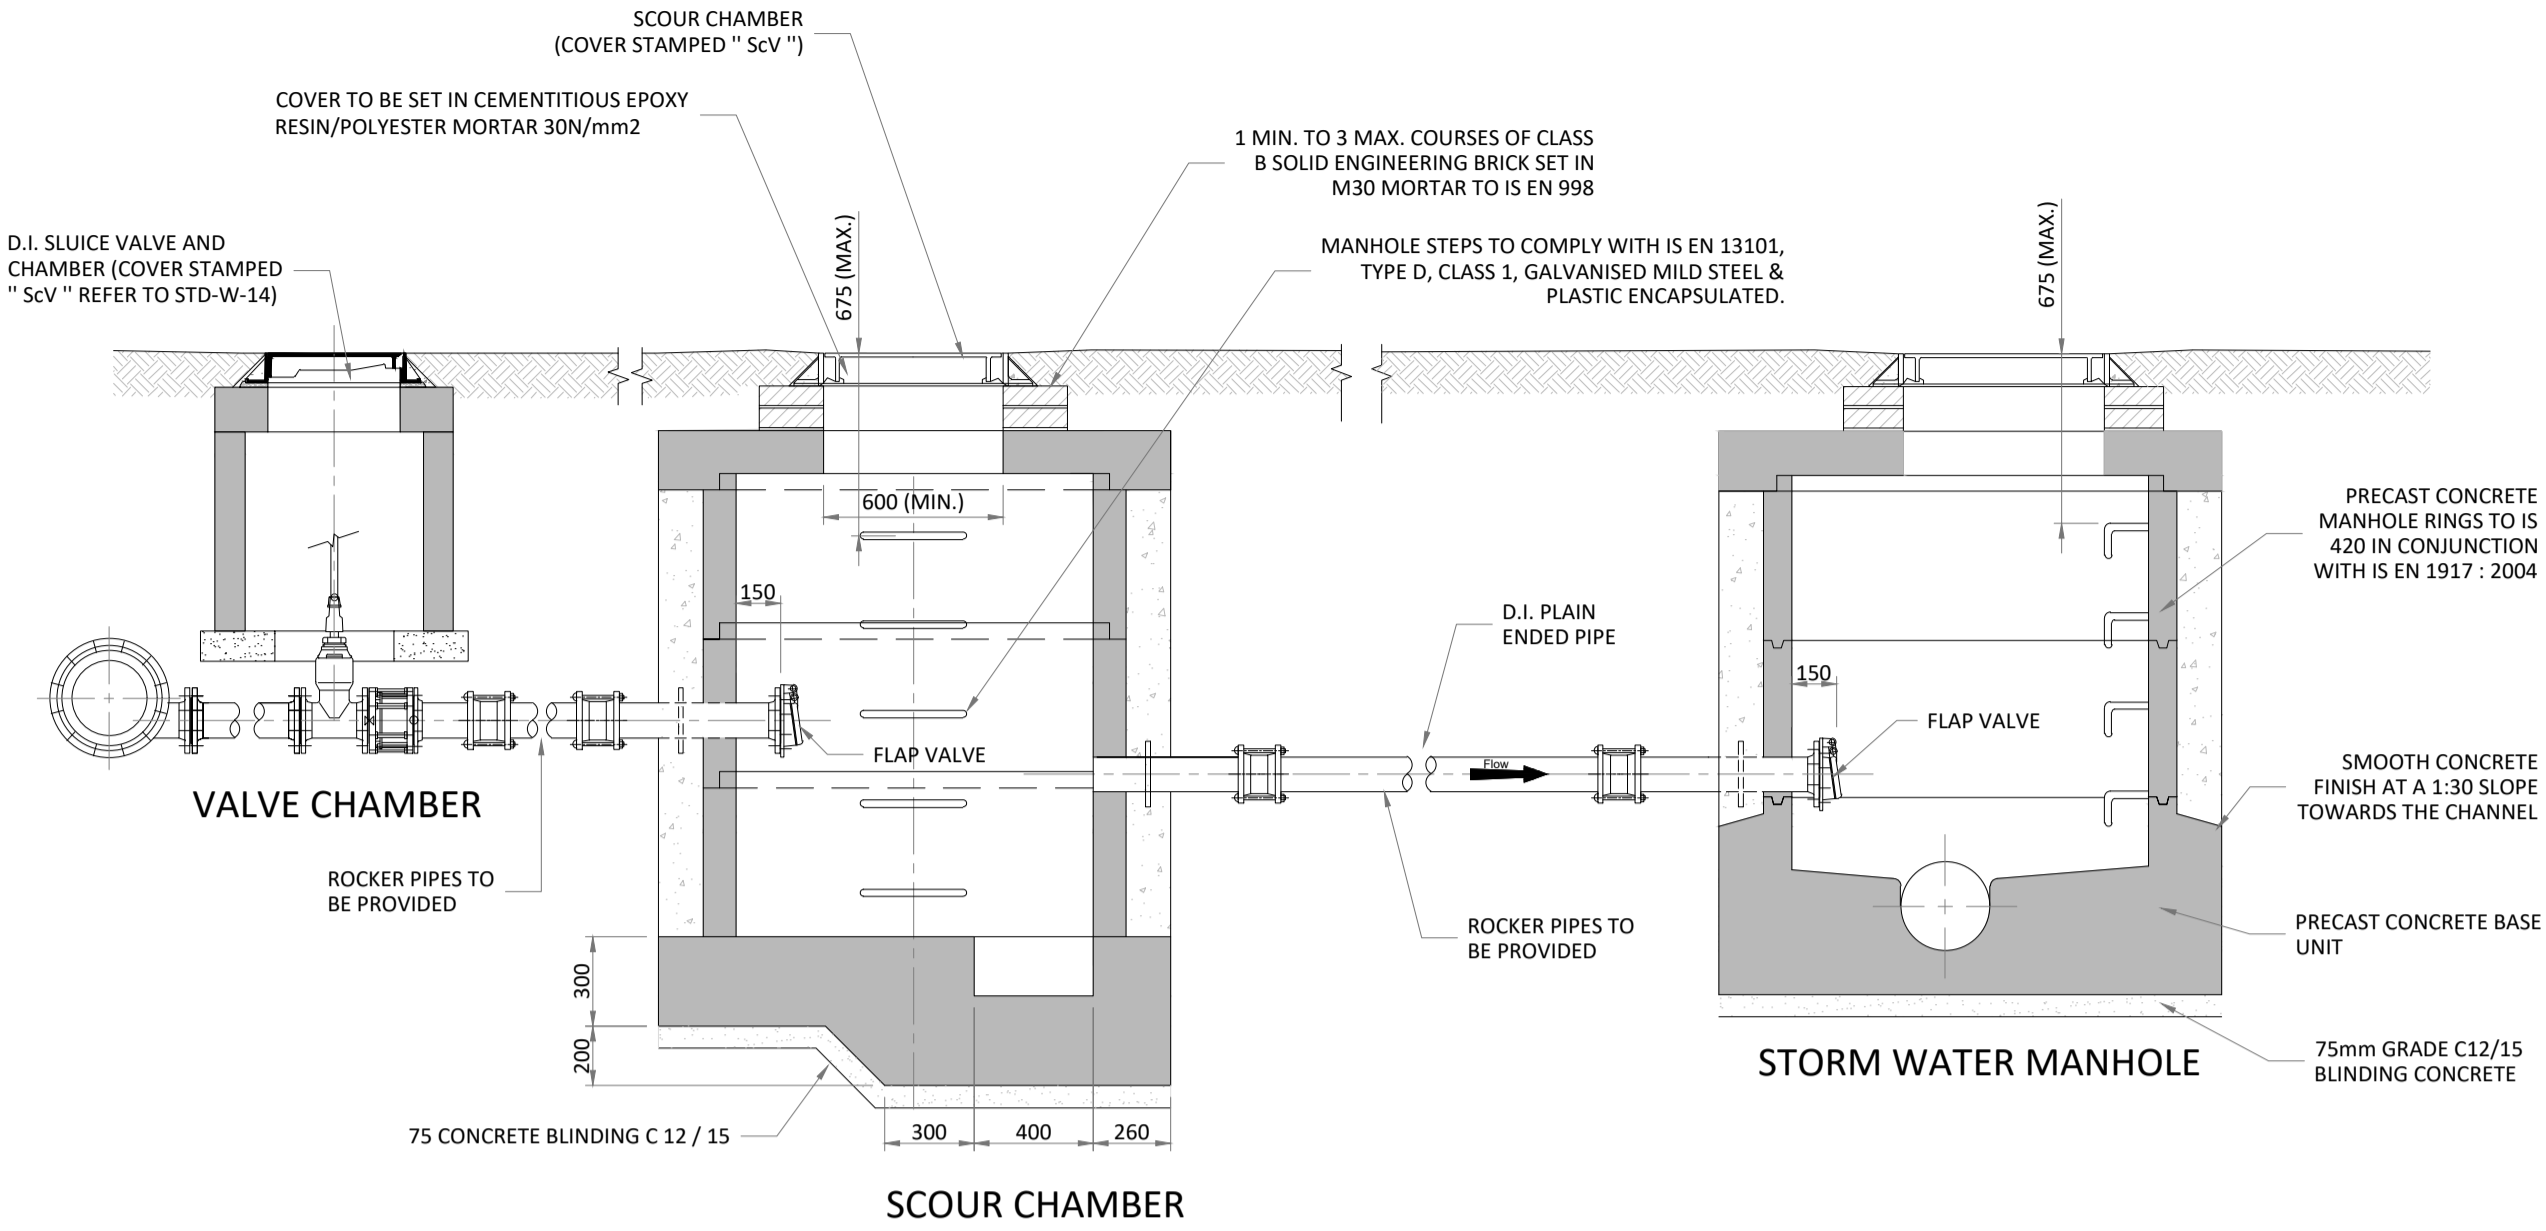 SCOUR CHAMBER
(COVER STAMPED " ScV ")
COVER TO BE SET IN CEMENTITIOUS EPOXY
RESIN/POLYESTER MORTAR 30N/mm2
1 MIN. TO 3 MAX. COURSES OF CLASS
B SOLID ENGINEERING BRICK SET IN
M30 MORTAR TO IS EN 998
D.I. SLUICE VALVE AND
CHAMBER (COVER STAMPED
" ScV " REFER TO STD-W-14)
MANHOLE STEPS TO COMPLY WITH IS EN 13101,
TYPE D, CLASS 1, GALVANISED MILD STEEL &
PLASTIC ENCAPSULATED.
675 (MAX.)
675 (MAX.)
600 (MIN.)
PRECAST CONCRETE
MANHOLE RINGS TO IS
420 IN CONJUNCTION
WITH IS EN 1917 : 2004
150
D.I. PLAIN
ENDED PIPE
150
FLAP VALVE
FLAP VALVE
Flow
SMOOTH CONCRETE
FINISH AT A 1:30 SLOPE
TOWARDS THE CHANNEL
VALVE CHAMBER
ROCKER PIPES TO
BE PROVIDED
ROCKER PIPES TO
BE PROVIDED
PRECAST CONCRETE BASE
UNIT
300
200
STORM WATER MANHOLE
75mm GRADE C12/15
BLINDING CONCRETE
75 CONCRETE BLINDING C 12 / 15
300
400
260
SCOUR CHAMBER